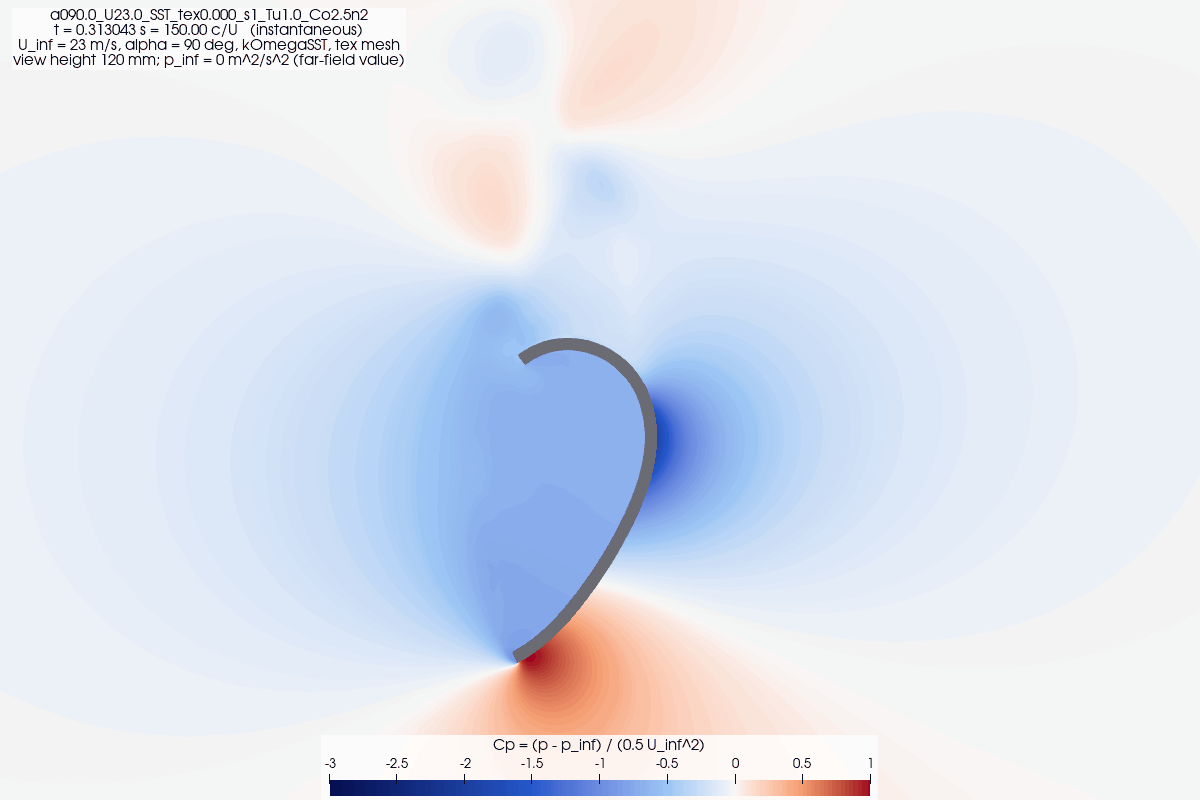 a090.0_U23.0_SST_tex0.000_s1_Tu1.0_Co2.5n2
t = 0.313043 s = 150.00 c/U (instantaneous)
U_inf = 23 m/s, alpha = 90 deg, kOmegaSST, tex mesh
view height 120 mm; p_inf = 0 m^2/s^2 (far-field value)
Cp = (p - p_inf) / (0.5 U_inf^2)
-3 -2.5 -2 -1.5 -1 -0.5 0 0.5 1